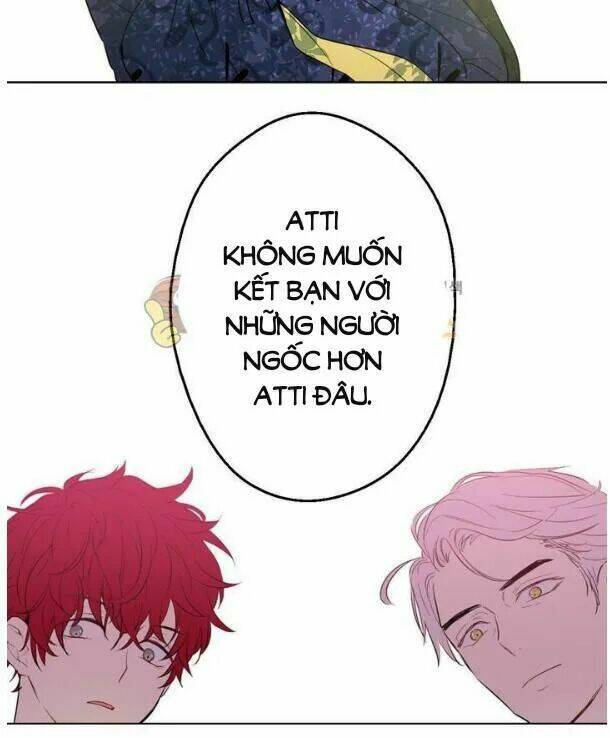 ATTI
KHÔNG MUỐN
KẾT BẠN VỚI
NHỮNG NGƯỜI
NGỐC HƠN
ATTI ĐÂU.